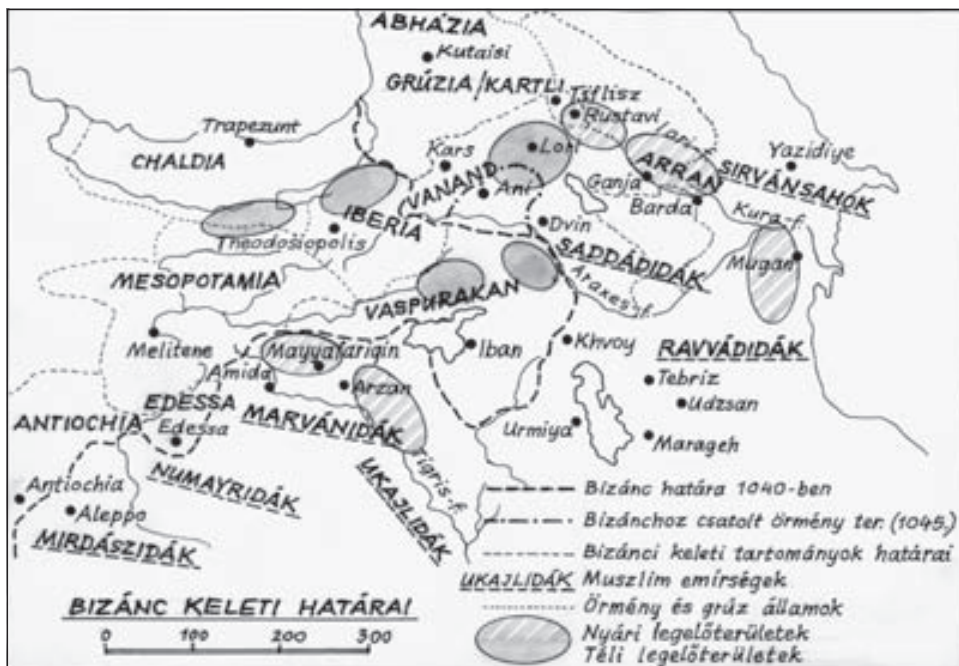 ABHÁZIA
Kutaisi
GRÚZIA/KARTLI
Tiflisz
Rustavi
Trapezunt
CHALDIA
Kars
Lori
Iori-f.
ARRAN
Yazidiye
SIRVÁNSAHOK
VANAND
Ani
Ganja
Barda
Kura-f.
IBERIA
Theodosiopolis
Dvin
SADDÁDIDÁK
Mugan
MESOPOTAMIA
VASPURAKAN
Araxes-f.
Melitene
Mayyafariqin
Iban
Khvoy
RAVVÁDIDÁK
Amida
Arzan
Tebriz
Udzsan
EDESSA
MARVÁNIDÁK
ANTIOCHIA
Edessa
Urmiya
Marageh
Tigris-f.
NUMAYRIDÁK
UKAJLIDÁK
Antiochia
Aleppo
MIRDÁSZIDÁK
Bizánc határa 1040-ben
Bizánchoz csatolt örmény ter. (1045.)
Bizánci keleti tartományok határai
UKAJLIDÁK Muszlim emírségek
Örmény és grúz államok
Nyári legelőterületek
Téli legelőterületek
BIZÁNC KELETI HATÁRAI
0 100 200 300